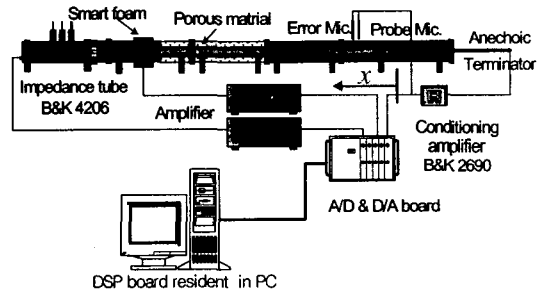 Smart foam
Porous matrial
Error Mic.
Probe Mic.
Anechoic
Terminator
Impedance tube
B&K 4206
Amplifier
x
Conditioning
amplifier
B&K 2690
A/D & D/A board
DSP board resident in PC